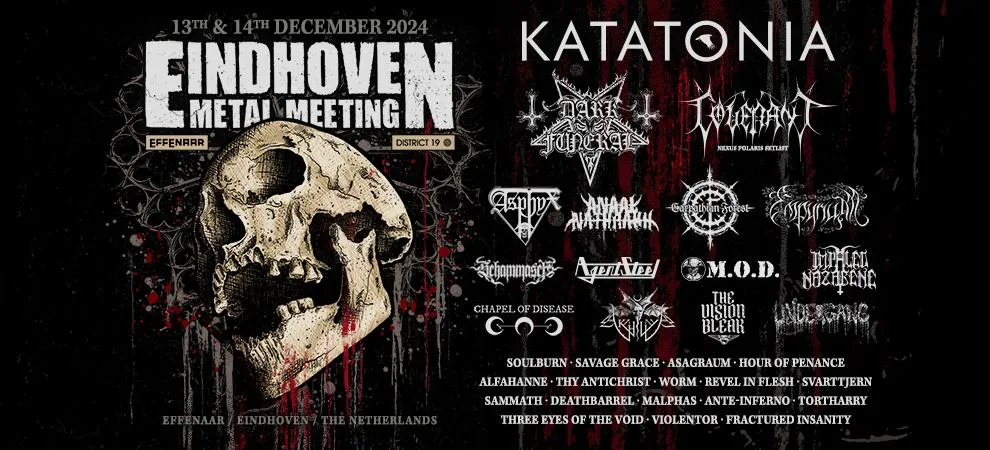 13TH & 14TH DECEMBER 2024
EINDHOVEN
METAL MEETING
EFFENAAR
DISTRICT 19
EFFENAAR / EINDHOVEN / THE NETHERLANDS
KATATONIA
DARK FUNERAL
COVENANT
NEXUS POLARIS SETLIST
ASPHYX
ANAAL NATHRAKH
Carpathian Forest
Empyrium
Schammasch
Agent Steel
M.O.D.
IMPALED NAZARENE
CHAPEL OF DISEASE
THE VISION BLEAK
UNDERGANG
SOULBURN · SAVAGE GRACE · ASAGRAUM · HOUR OF PENANCE
ALFAHANNE · THY ANTICHRIST · WORM · REVEL IN FLESH · SVARTTJERN
SAMMATH · DEATHBARREL · MALPHAS · ANTE-INFERNO · TORTHARRY
THREE EYES OF THE VOID · VIOLENTOR · FRACTURED INSANITY